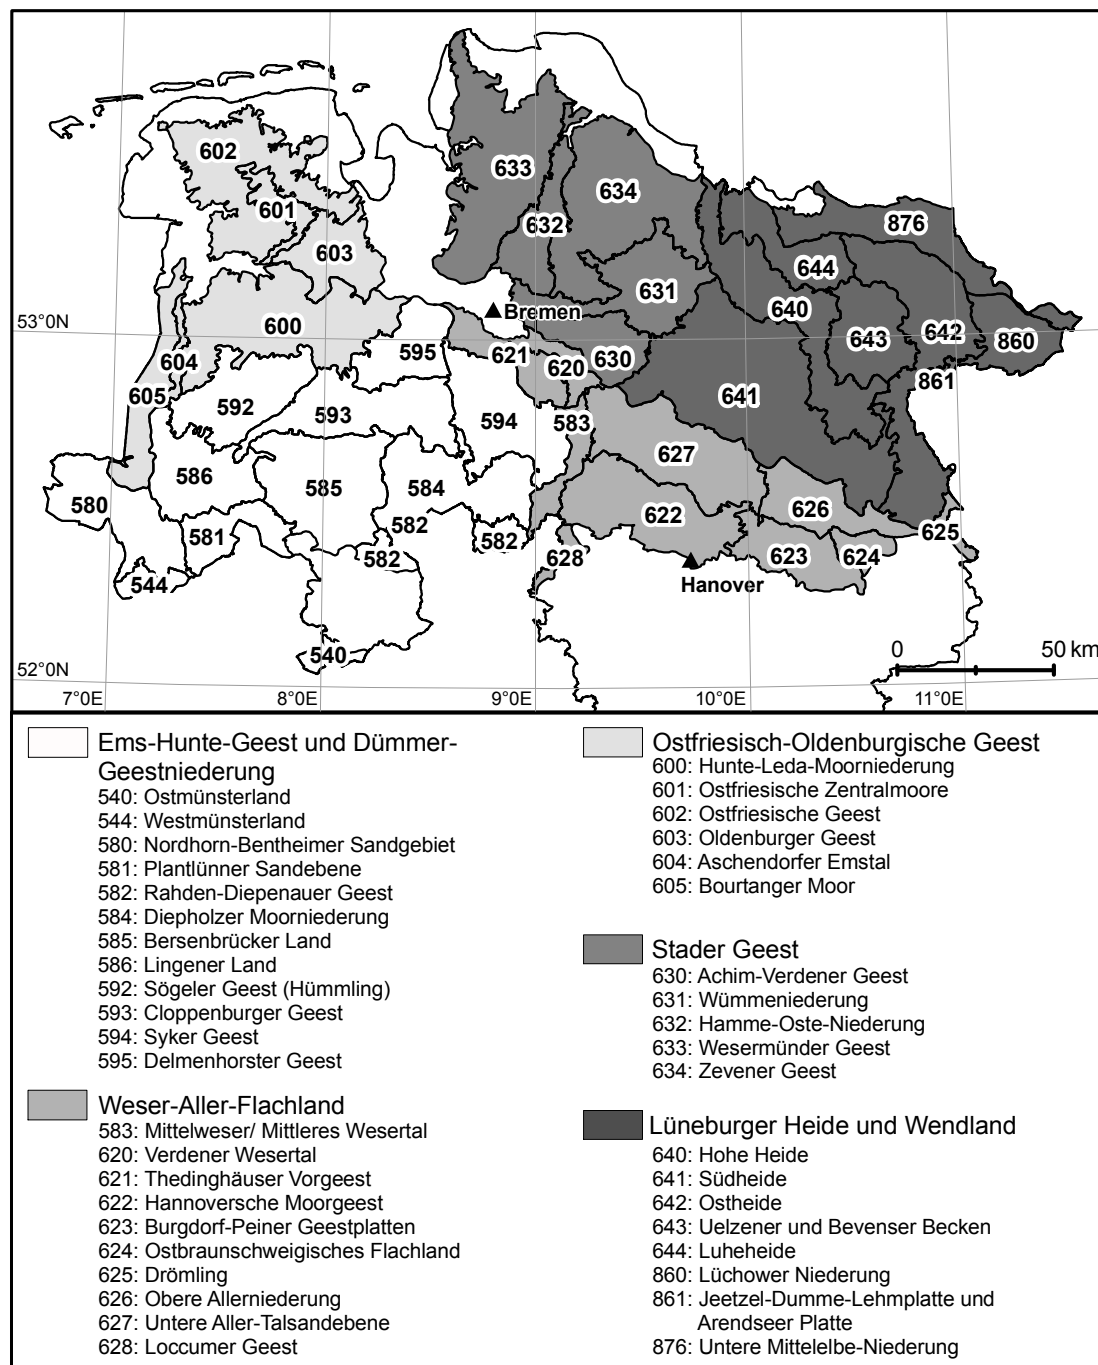 602
633
634
601
632
603
876
644
631
640
53°N
Bremen
600
595
621
620
630
643
642
860
604
605
592
593
594
583
641
861
627
580
586
585
584
582
581
582
582
622
626
625
628
623
624
544
Hanover
540
0 50 km
52°N
7°0'E 8°0'E 9°0'E 10°0'E 11°0'E
Ems-Hunte-Geest und Dümmer-
Geestniederung
540: Ostmünsterland
544: Westmünsterland
580: Nordhorn-Bentheimer Sandgebiet
581: Plantlünner Sandebene
582: Rahden-Diepenauer Geest
584: Diepholzer Moorniederung
585: Bersenbrücker Land
586: Lingener Land
592: Sögeler Geest (Hümmling)
593: Cloppenburger Geest
594: Syker Geest
595: Delmenhorster Geest
Weser-Aller-Flachland
583: Mittelweser/ Mittleres Wesertal
620: Verdener Wesertal
621: Thedinghäuser Vorgeest
622: Hannoversche Moorgeest
623: Burgdorf-Peiner Geestplatten
624: Ostbraunschweigisches Flachland
625: Drömling
626: Obere Allerniederung
627: Untere Aller-Talsandebene
628: Loccumer Geest
Ostfriesisch-Oldenburgische Geest
600: Hunte-Leda-Moorniederung
601: Ostfriesische Zentralmoore
602: Ostfriesische Geest
603: Oldenburger Geest
604: Aschendorfer Emstal
605: Bourtanger Moor
Stader Geest
630: Achim-Verdener Geest
631: Wümmeniederung
632: Hamme-Oste-Niederung
633: Wesermünder Geest
634: Zevener Geest
Lüneburger Heide und Wendland
640: Hohe Heide
641: Südheide
642: Ostheide
643: Uelzener und Bevenser Becken
644: Luheheide
860: Lüchower Niederung
861: Jeetzel-Dumme-Lehmplatte und
Arendseer Platte
876: Untere Mittelelbe-Niederung